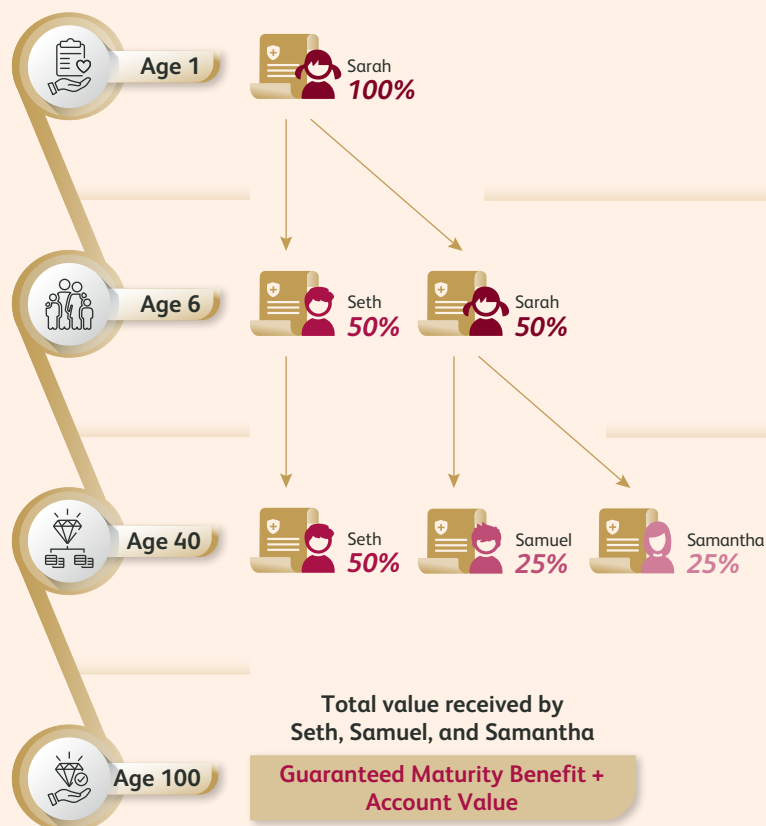 Age 1
Sarah
100%
Age 6
Seth
50%
Sarah
50%
Age 40
Seth
50%
Samuel
25%
Samantha
25%
Age 100
Total value received by
Seth, Samuel, and Samantha
Guaranteed Maturity Benefit +
Account Value